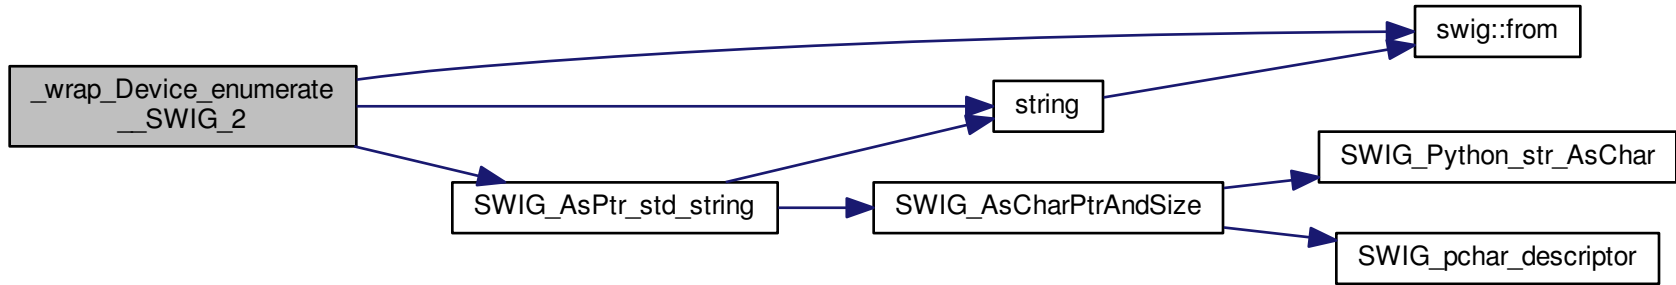 _wrap_Device_enumerate
__SWIG_2
swig::from
string
SWIG_AsPtr_std_string
SWIG_AsCharPtrAndSize
SWIG_Python_str_AsChar
SWIG_pchar_descriptor